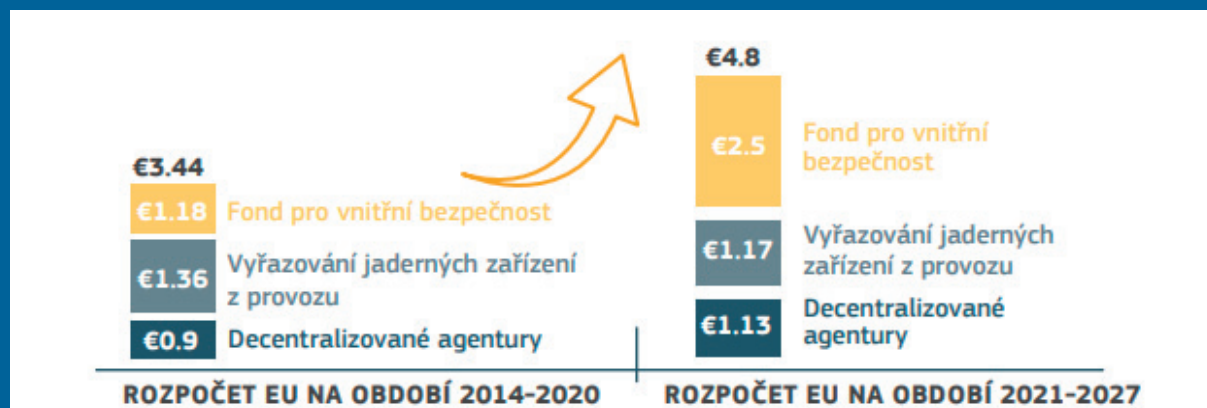 €3.44
€1.18 Fond pro vnitřní bezpečnost
€1.36 Vyřazování jaderných zařízení
z provozu
€0.9 Decentralizované agentury
ROZPOČET EU NA OBDOBÍ 2014-2020
€4.8
€2.5 Fond pro vnitřní
bezpečnost
€1.17 Vyřazování jaderných
zařízení z provozu
€1.13 Decentralizované
agentury
ROZPOČET EU NA OBDOBÍ 2021-2027